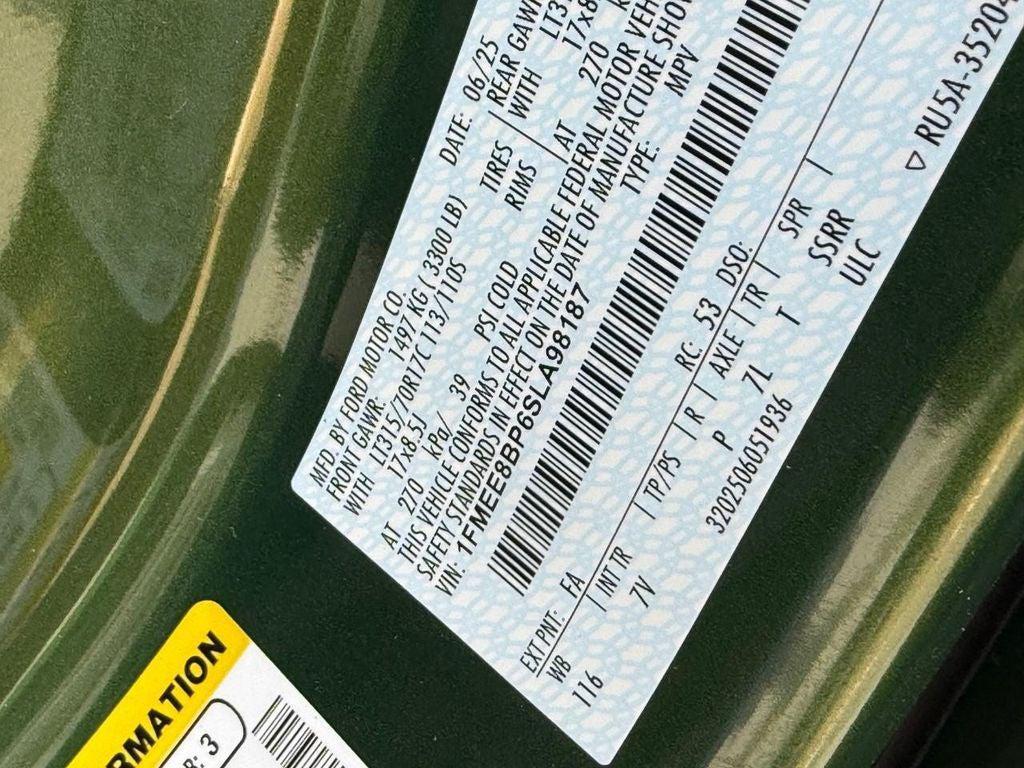 MFD. BY FORD MOTOR CO.
DATE: 06/25
FRONT GAWR: 1497 KG ( 3300 LB)
REAR GAWR
WITH LT315/70R17C 113/110S TIRES WITH LT3
17x8.5J RIMS 17x8
AT 270 kPa/ 39 PSI COLD AT 270
THIS VEHICLE CONFORMS TO ALL APPLICABLE FEDERAL MOTOR
SAFETY STANDARDS IN EFFECT ON THE DATE OF MANUFACTURE
VIN: 1FMEE8BP6SLA98187
TYPE: MPV
EXT PNT: FA RC: 53 DSO:
WB INT TR TP/PS R AXLE TR SPR
116 7V P 7L T SSRR
ULC
3202506051936
▽ RU5A-35204
RMATION
R: 3